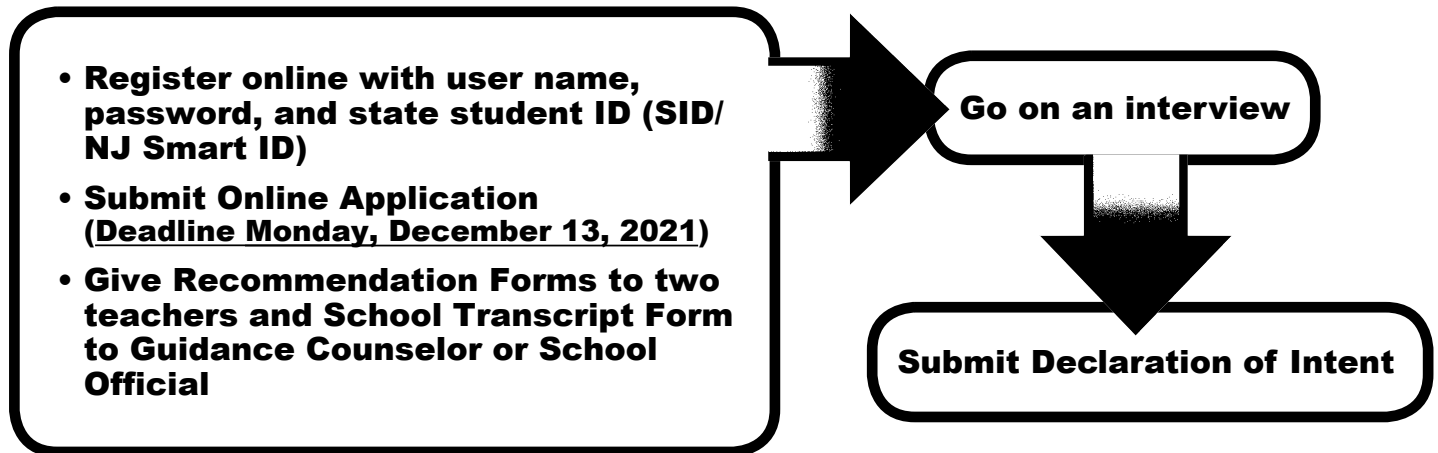 • Register online with user name,
password, and state student ID (SID/
NJ Smart ID)
• Submit Online Application
(Deadline Monday, December 13, 2021)
• Give Recommendation Forms to two
teachers and School Transcript Form
to Guidance Counselor or School
Official
Go on an interview
Submit Declaration of Intent